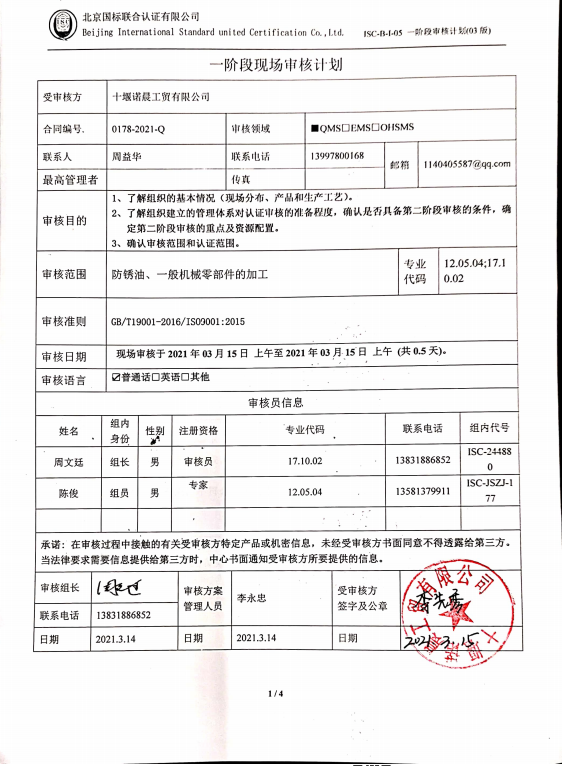 北京国标联合认证有限公司
Beijing International Standard united Certification Co.,Ltd.
ISC-B-I-05 一阶段审核计划(03版)
一阶段现场审核计划
受审核方 十堰诺晨工贸有限公司
合同编号. 0178-2021-Q 审核领域 ■QMS□EMS□OHSMS
联系人 周益华 联系电话 13997800168 邮箱 1140405587@qq.com
最高管理者 传真
审核目的
1、了解组织的基本情况（现场分布、产品和生产工艺）。
2、了解组织建立的管理体系对认证审核的准备程度，确认是否具备第二阶段审核的条件，确
定第二阶段审核的重点及资源配置。
3、确认审核范围和认证范围。
审核范围 防锈油、一般机械零部件的加工 专业代码 12.05.04;17.10.02
审核准则 GB/T19001-2016/ISO9001:2015
审核日期 现场审核于2021年03月15日 上午至2021年03月15日 上午 (共0.5天)。
审核语言 ☑普通话□英语□其他
审核员信息
姓名 组内身份 性别 注册资格 专业代码 联系电话 组内代号
周文廷 组长 男 审核员 17.10.02 13831886852 ISC-244880
陈俊 组员 男 专家 12.05.04 13581379911 ISC-JSZJ-177
承诺：在审核过程中接触的有关受审核方特定产品或机密信息，未经受审核方书面同意不得透露给第三方。
当法律要求需要信息提供给第三方时，中心书面通知受审核方所要提供的信息。
审核组长 审核方案管理人员 李永忠 受审核方签字及公章
联系电话 13831886852
日期 2021.3.14 日期 2021.3.14 日期 2021.3.15
1/4